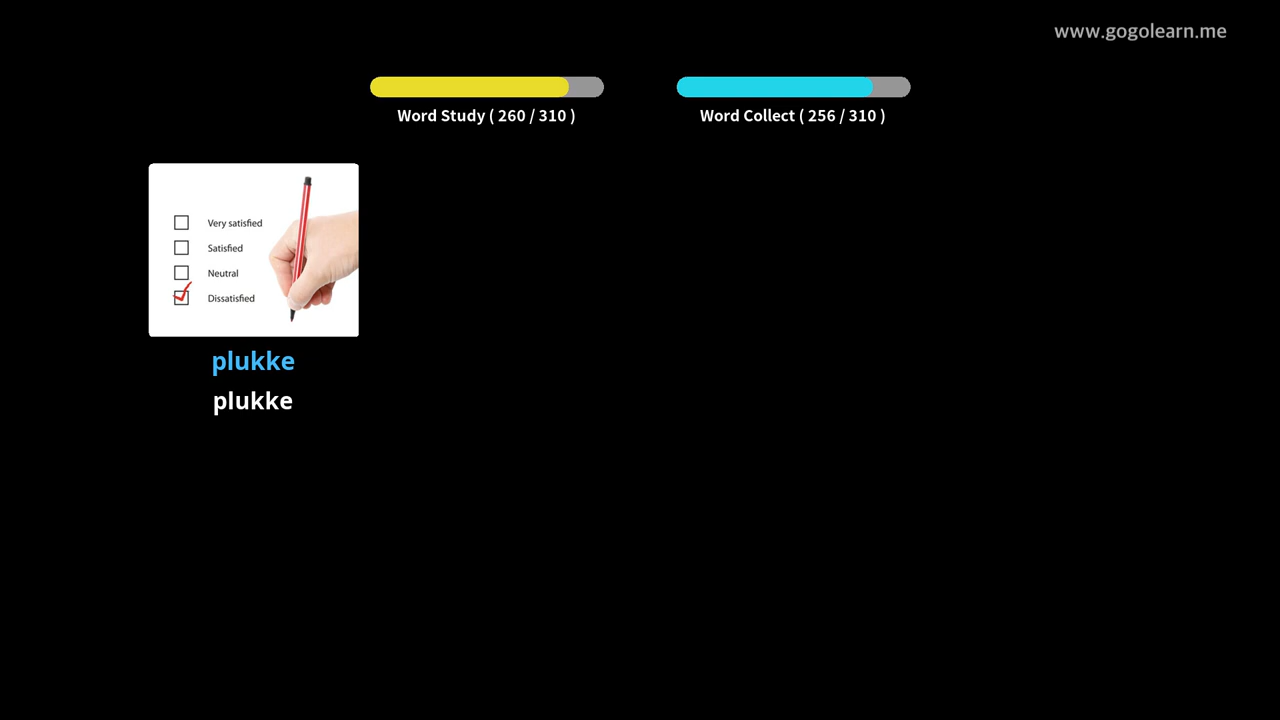 www.gogolearn.me
Word Study ( 260 / 310 )
Word Collect ( 256 / 310 )
Very satisfied
Satisfied
Neutral
Dissatisfied
plukke
plukke